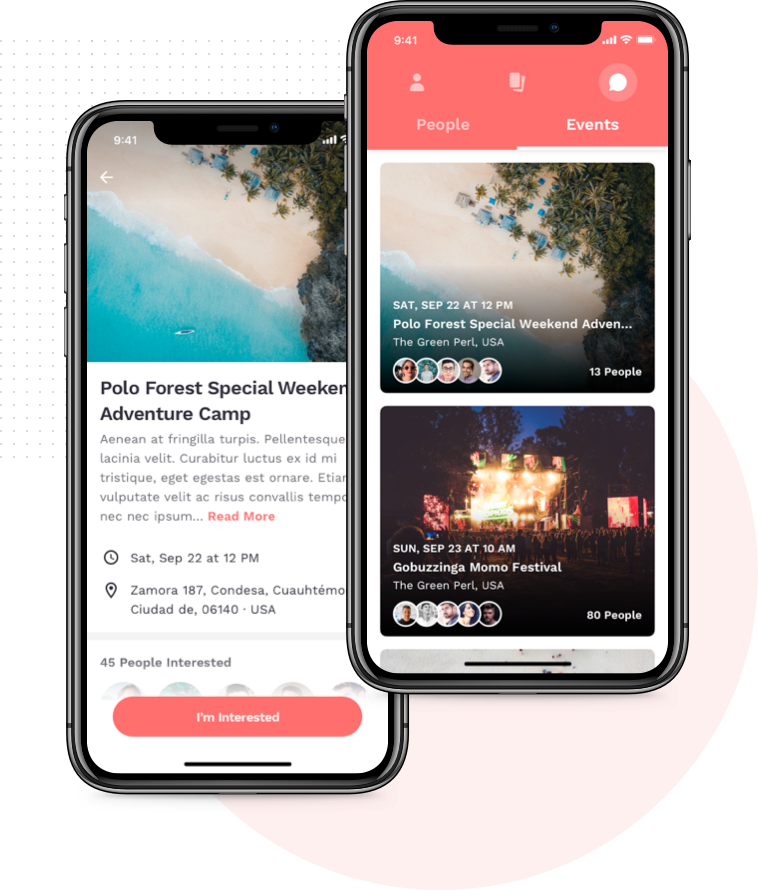 9:41
Polo Forest Special Weeken
Adventure Camp
Aenean at fringilla turpis. Pellentesque
lacinia velit. Curabitur luctus ex id mi
tristique, eget egestas est ornare. Etiam
vulputate velit ac risus convallis tempo
nec nec ipsum... Read More
Sat, Sep 22 at 12 PM
Zamora 187, Condesa, Cuauhtémo
Ciudad de, 06140 · USA
45 People Interested
I'm Interested
9:41
People Events
SAT, SEP 22 AT 12 PM
Polo Forest Special Weekend Adven...
The Green Perl, USA
13 People
SUN, SEP 23 AT 10 AM
Gobuzzinga Momo Festival
The Green Perl, USA
80 People